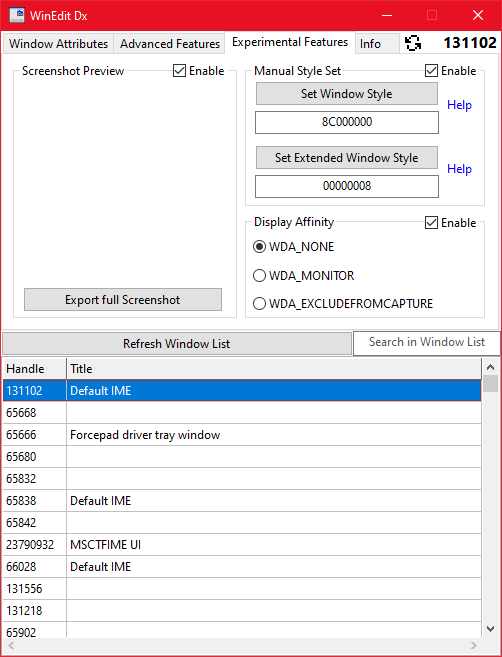 WinEdit Dx
Window Attributes Advanced Features Experimental Features Info 131102
Screenshot Preview Enable
Export full Screenshot
Manual Style Set Enable
Set Window Style Help
8C000000
Set Extended Window Style Help
00000008
Display Affinity Enable
WDA_NONE
WDA_MONITOR
WDA_EXCLUDEFROMCAPTURE
Refresh Window List Search in Window List
Handle Title
131102 Default IME
65668
65666 Forcepad driver tray window
65680
65832
65838 Default IME
65842
23790932 MSCTFIME UI
66028 Default IME
131556
131218
65902